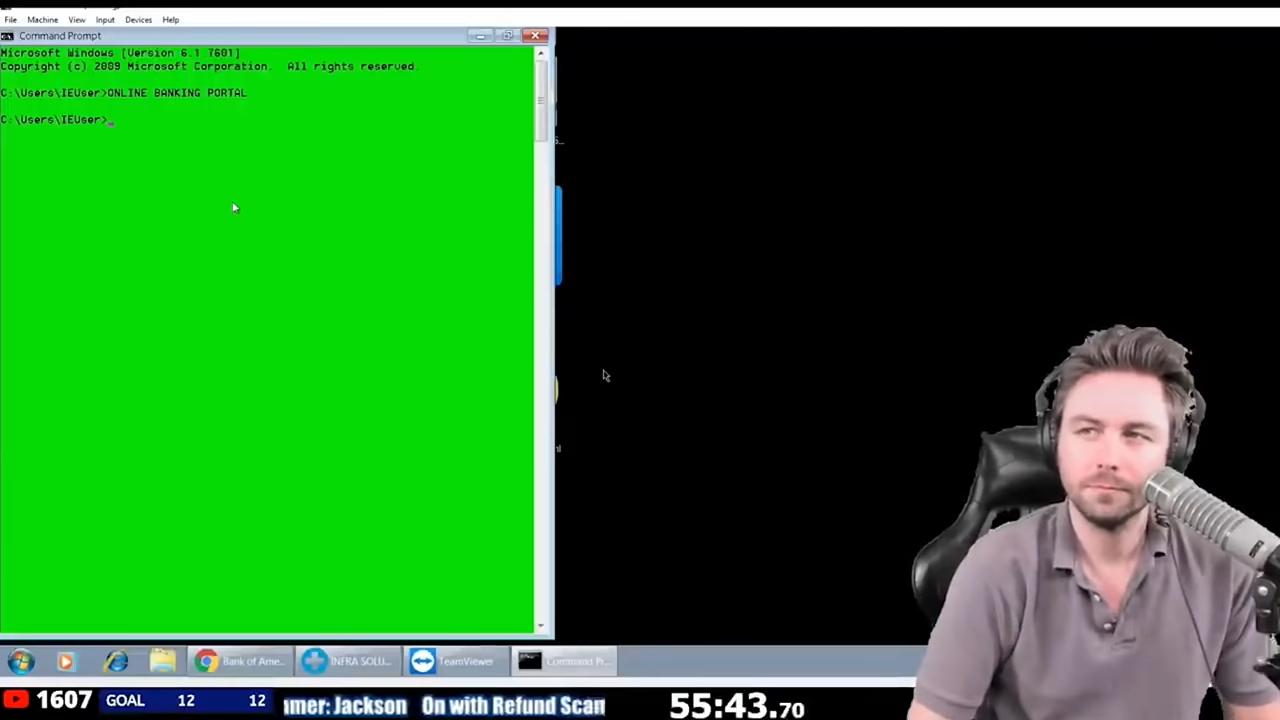 File Machine View Input Devices Help
Command Prompt
Microsoft Windows [Version 6.1 7601]
Copyright (c) 2009 Microsoft Corporation. All rights reserved.
C:\Users\IEUser>ONLINE BANKING PORTAL
C:\Users\IEUser>_
Bank of Ame...
INFRA SOLU...
TeamViewer
Command Pr...
1607 GOAL 12 12 mer: Jackson On with Refund Scam 55:43.70